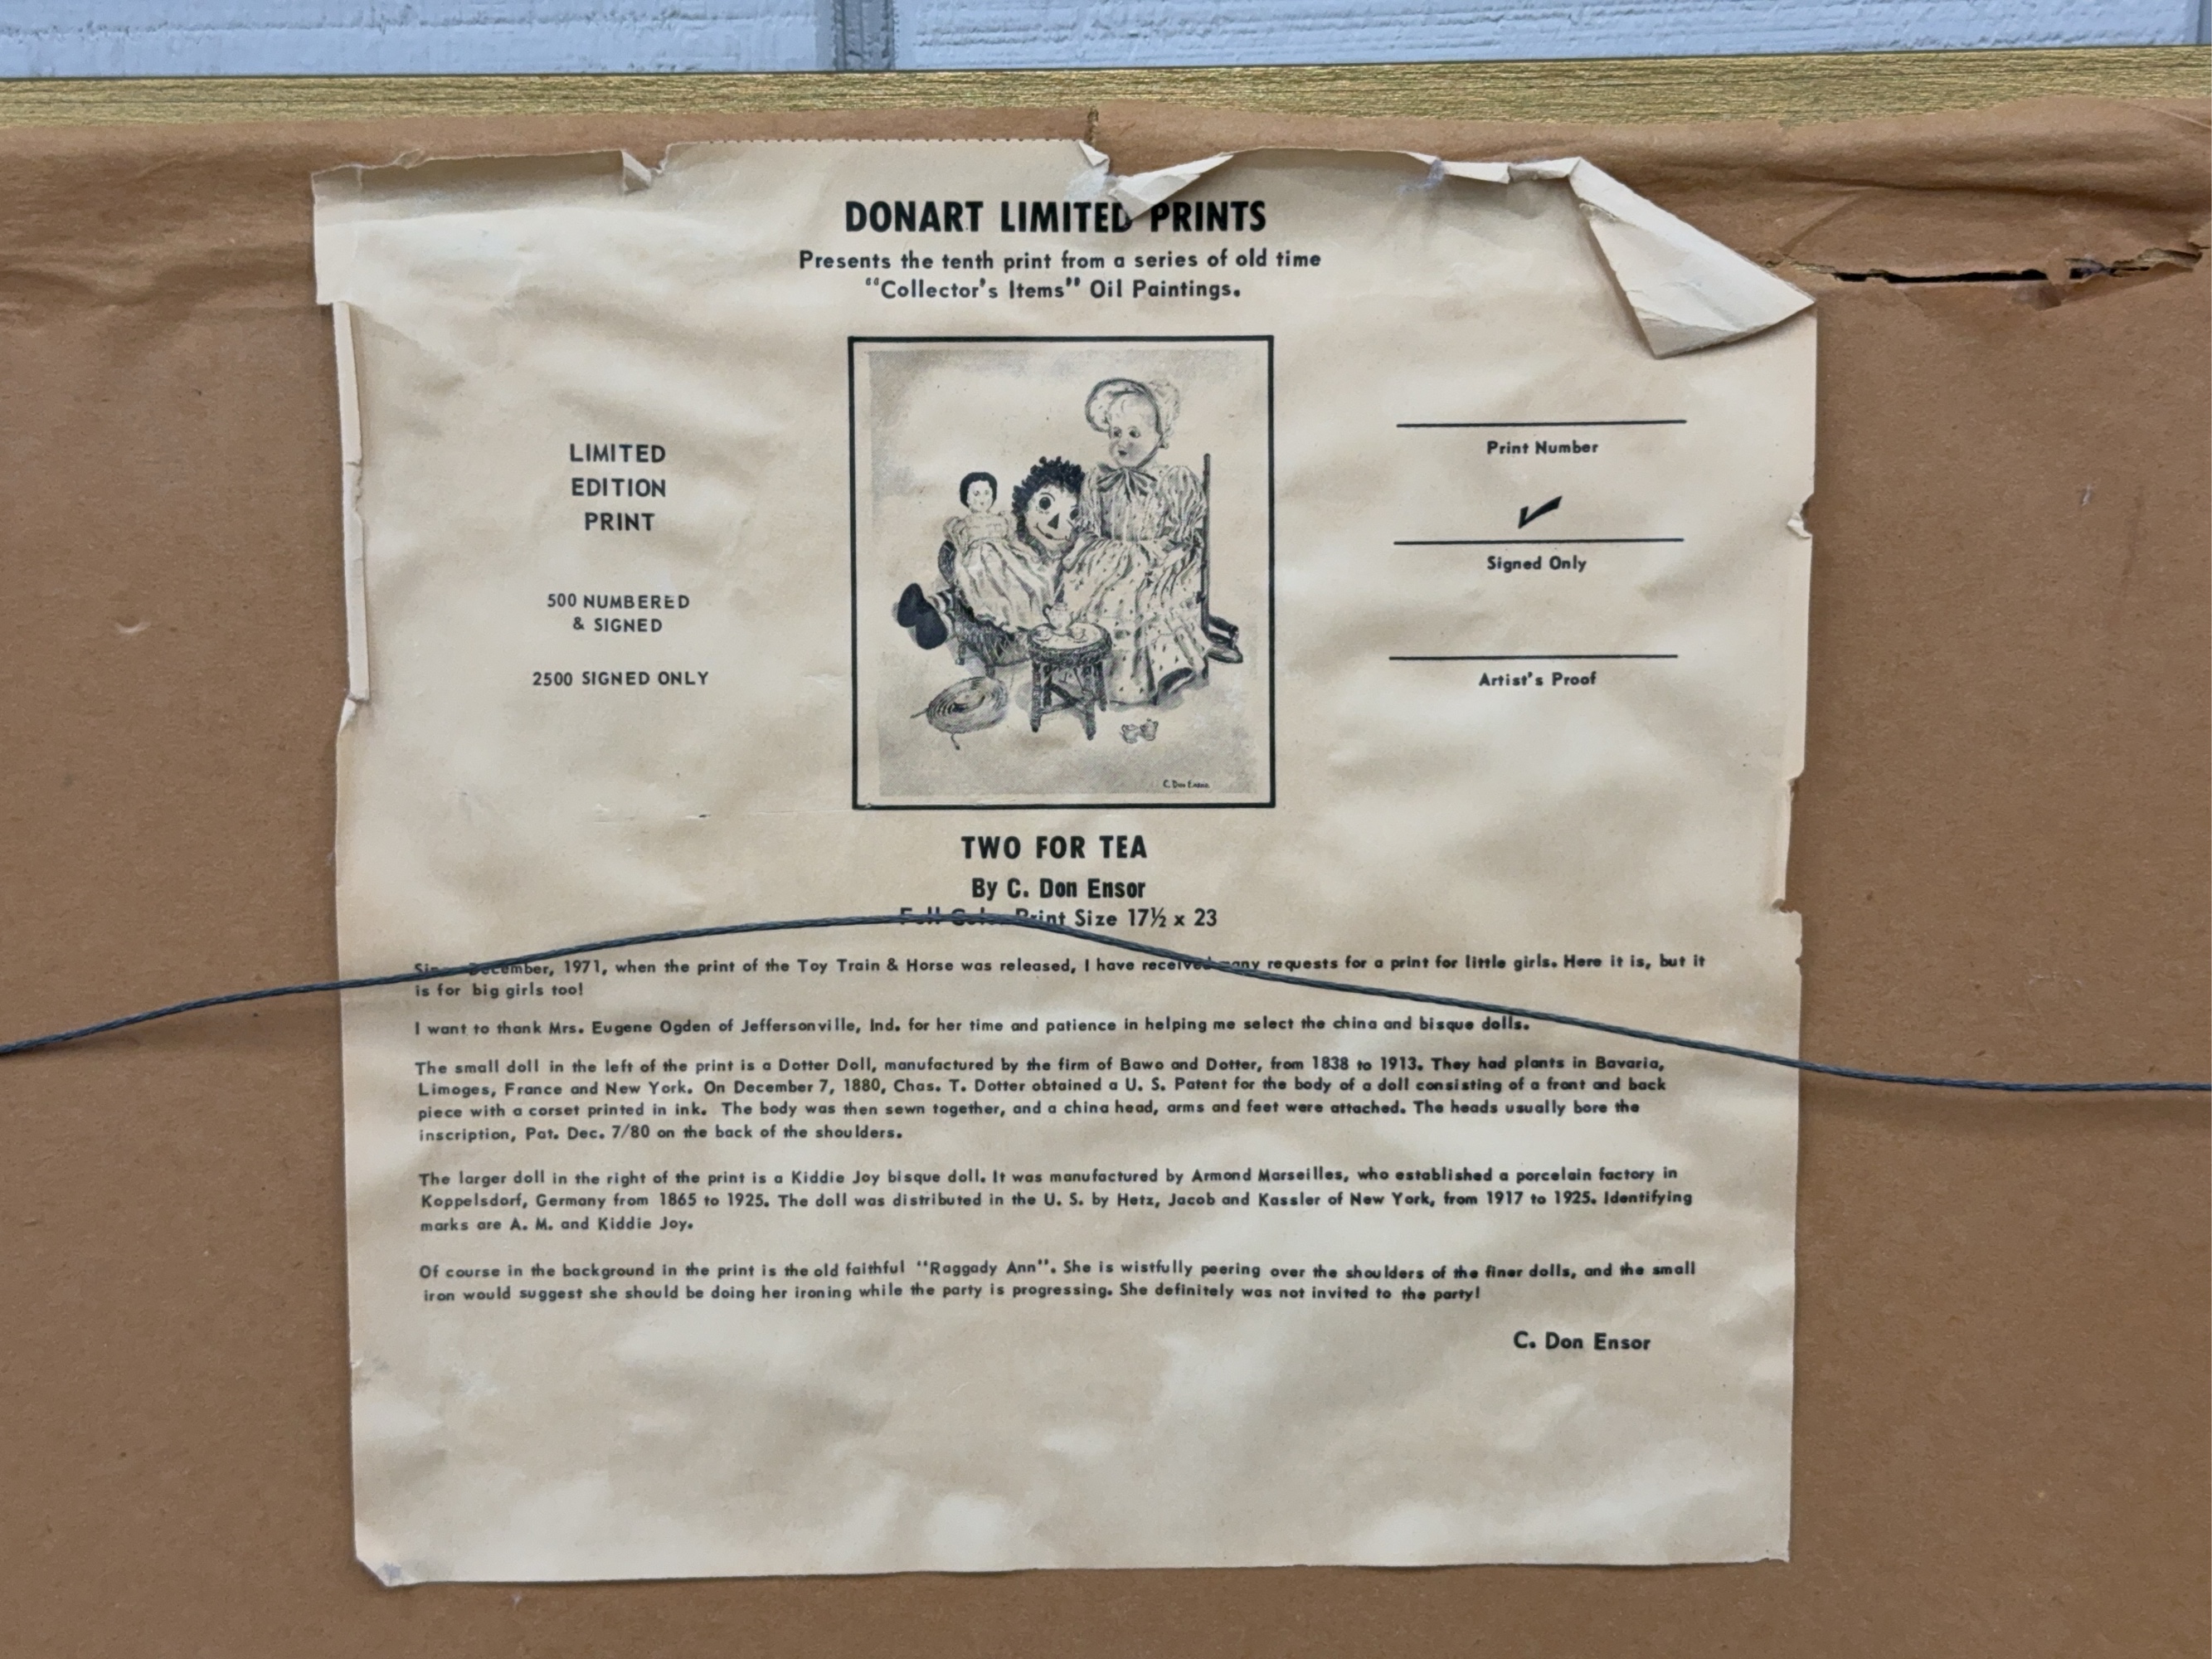 DONART LIMITED PRINTS
Presents the tenth print from a series of old time
"Collector's Items" Oil Paintings.
LIMITED
EDITION
PRINT
500 NUMBERED
& SIGNED
2500 SIGNED ONLY
Print Number
✓
Signed Only
Artist's Proof
C. Don Ensor
TWO FOR TEA
By C. Don Ensor
Full Color Print Size 17½ x 23
Since December, 1971, when the print of the Toy Train & Horse was released, I have received many requests for a print for little girls. Here it is, but it
is for big girls too!
I want to thank Mrs. Eugene Ogden of Jeffersonville, Ind. for her time and patience in helping me select the china and bisque dolls.
The small doll in the left of the print is a Dotter Doll, manufactured by the firm of Bawo and Dotter, from 1838 to 1913. They had plants in Bavaria,
Limoges, France and New York. On December 7, 1880, Chas. T. Dotter obtained a U. S. Patent for the body of a doll consisting of a front and back
piece with a corset printed in ink. The body was then sewn together, and a china head, arms and feet were attached. The heads usually bore the
inscription, Pat. Dec. 7/80 on the back of the shoulders.
The larger doll in the right of the print is a Kiddie Joy bisque doll. It was manufactured by Armond Marseilles, who established a porcelain factory in
Koppelsdorf, Germany from 1865 to 1925. The doll was distributed in the U. S. by Hetz, Jacob and Kassler of New York, from 1917 to 1925. Identifying
marks are A. M. and Kiddie Joy.
Of course in the background in the print is the old faithful "Raggady Ann". She is wistfully peering over the shoulders of the finer dolls, and the small
iron would suggest she should be doing her ironing while the party is progressing. She definitely was not invited to the party!
C. Don Ensor